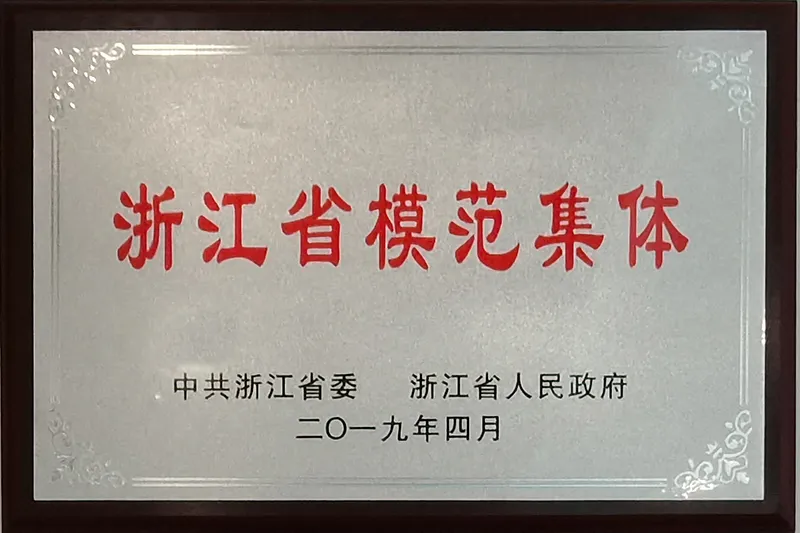 浙江省模范集体
中共浙江省委 浙江省人民政府
二〇一九年四月